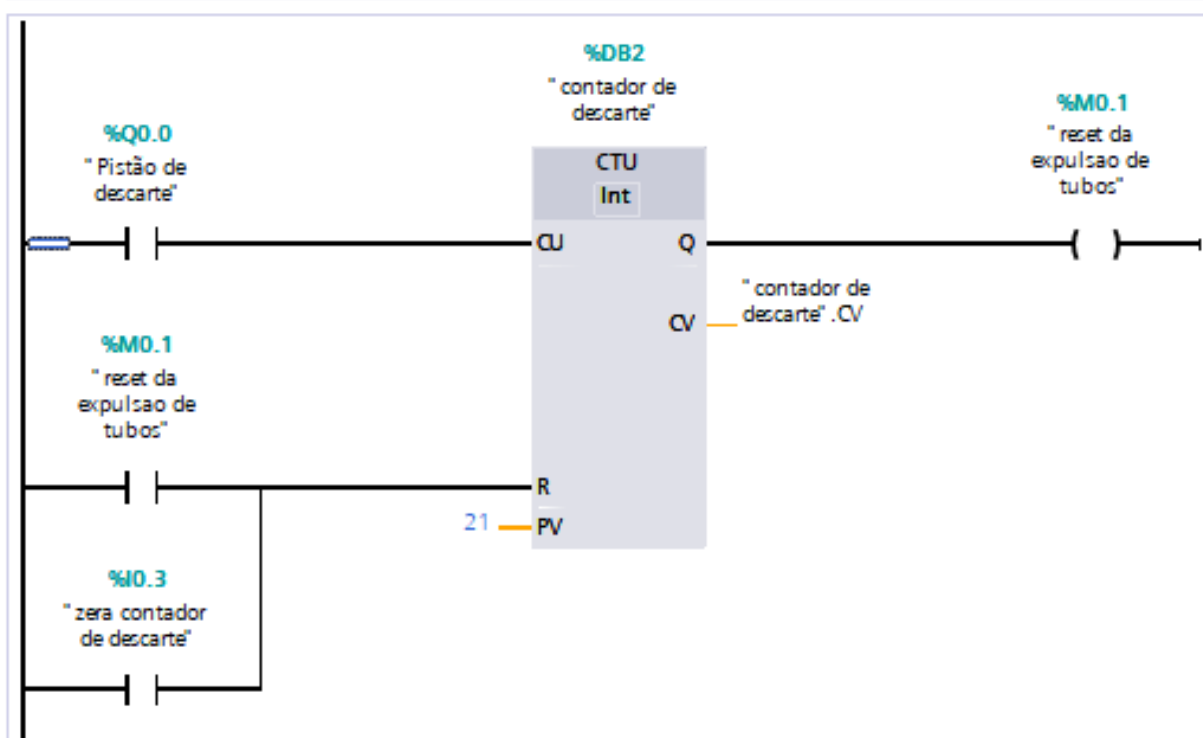 %DB2
"contador de
descarte"
%Q0.0
"Pistão de
descarte"
%M0.1
"reset da
expulsao de
tubos"
CTU
Int
CU
Q
"contador de
descarte".CV
CV
%M0.1
"reset da
expulsao de
tubos"
R
21
PV
%I0.3
"zera contador
de descarte"